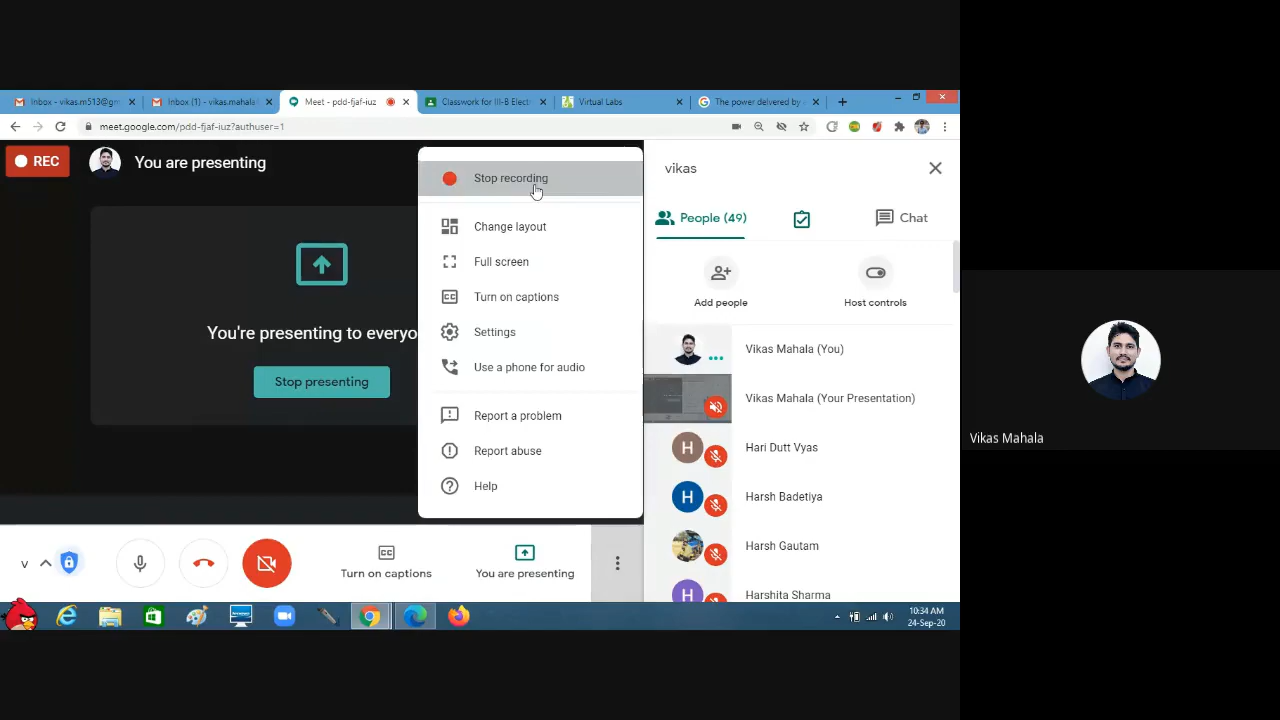 Inbox - vikas.m513@gm
Inbox (1) - vikas.mahala
Meet - pdd-fjaf-iuz
Classwork for III-B Elect
Virtual Labs
The power delivered by
meet.google.com/pdd-fjaf-iuz?authuser=1
REC
You are presenting
You're presenting to everyo
Stop presenting
Stop recording
Change layout
Full screen
Turn on captions
Settings
Use a phone for audio
Report a problem
Report abuse
Help
vikas
People (49)
Chat
Add people
Host controls
Vikas Mahala (You)
Vikas Mahala (Your Presentation)
H
Hari Dutt Vyas
H
Harsh Badetiya
Harsh Gautam
H
Harshita Sharma
v
Turn on captions
You are presenting
10:34 AM
24-Sep-20
Vikas Mahala